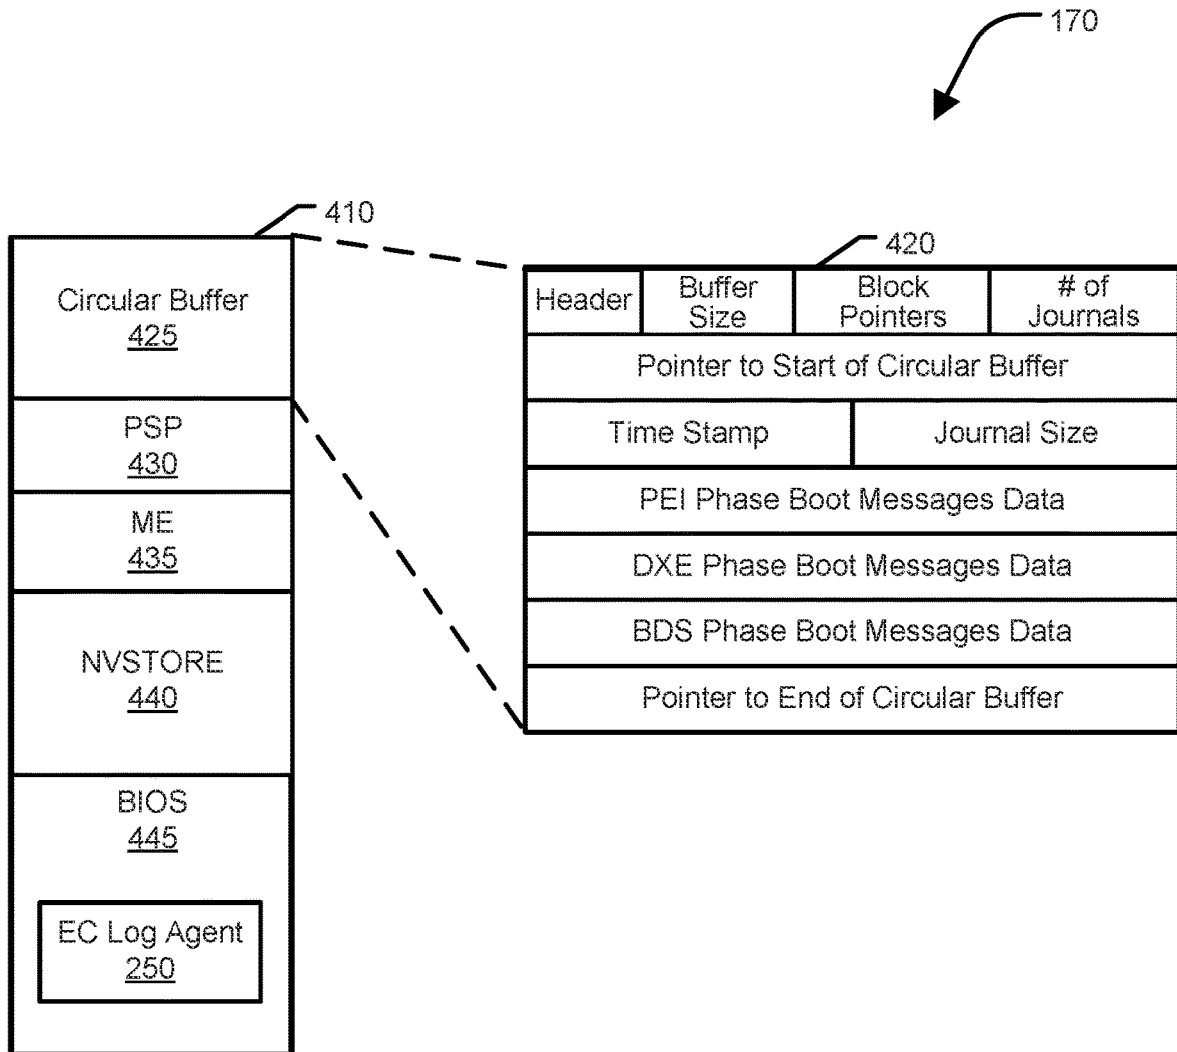 170
410
Circular Buffer
425
PSP
430
ME
435
NVSTORE
440
BIOS
445
EC Log Agent
250
420
Header
Buffer
Size
Block
Pointers
# of
Journals
Pointer to Start of Circular Buffer
Time Stamp
Journal Size
PEI Phase Boot Messages Data
DXE Phase Boot Messages Data
BDS Phase Boot Messages Data
Pointer to End of Circular Buffer